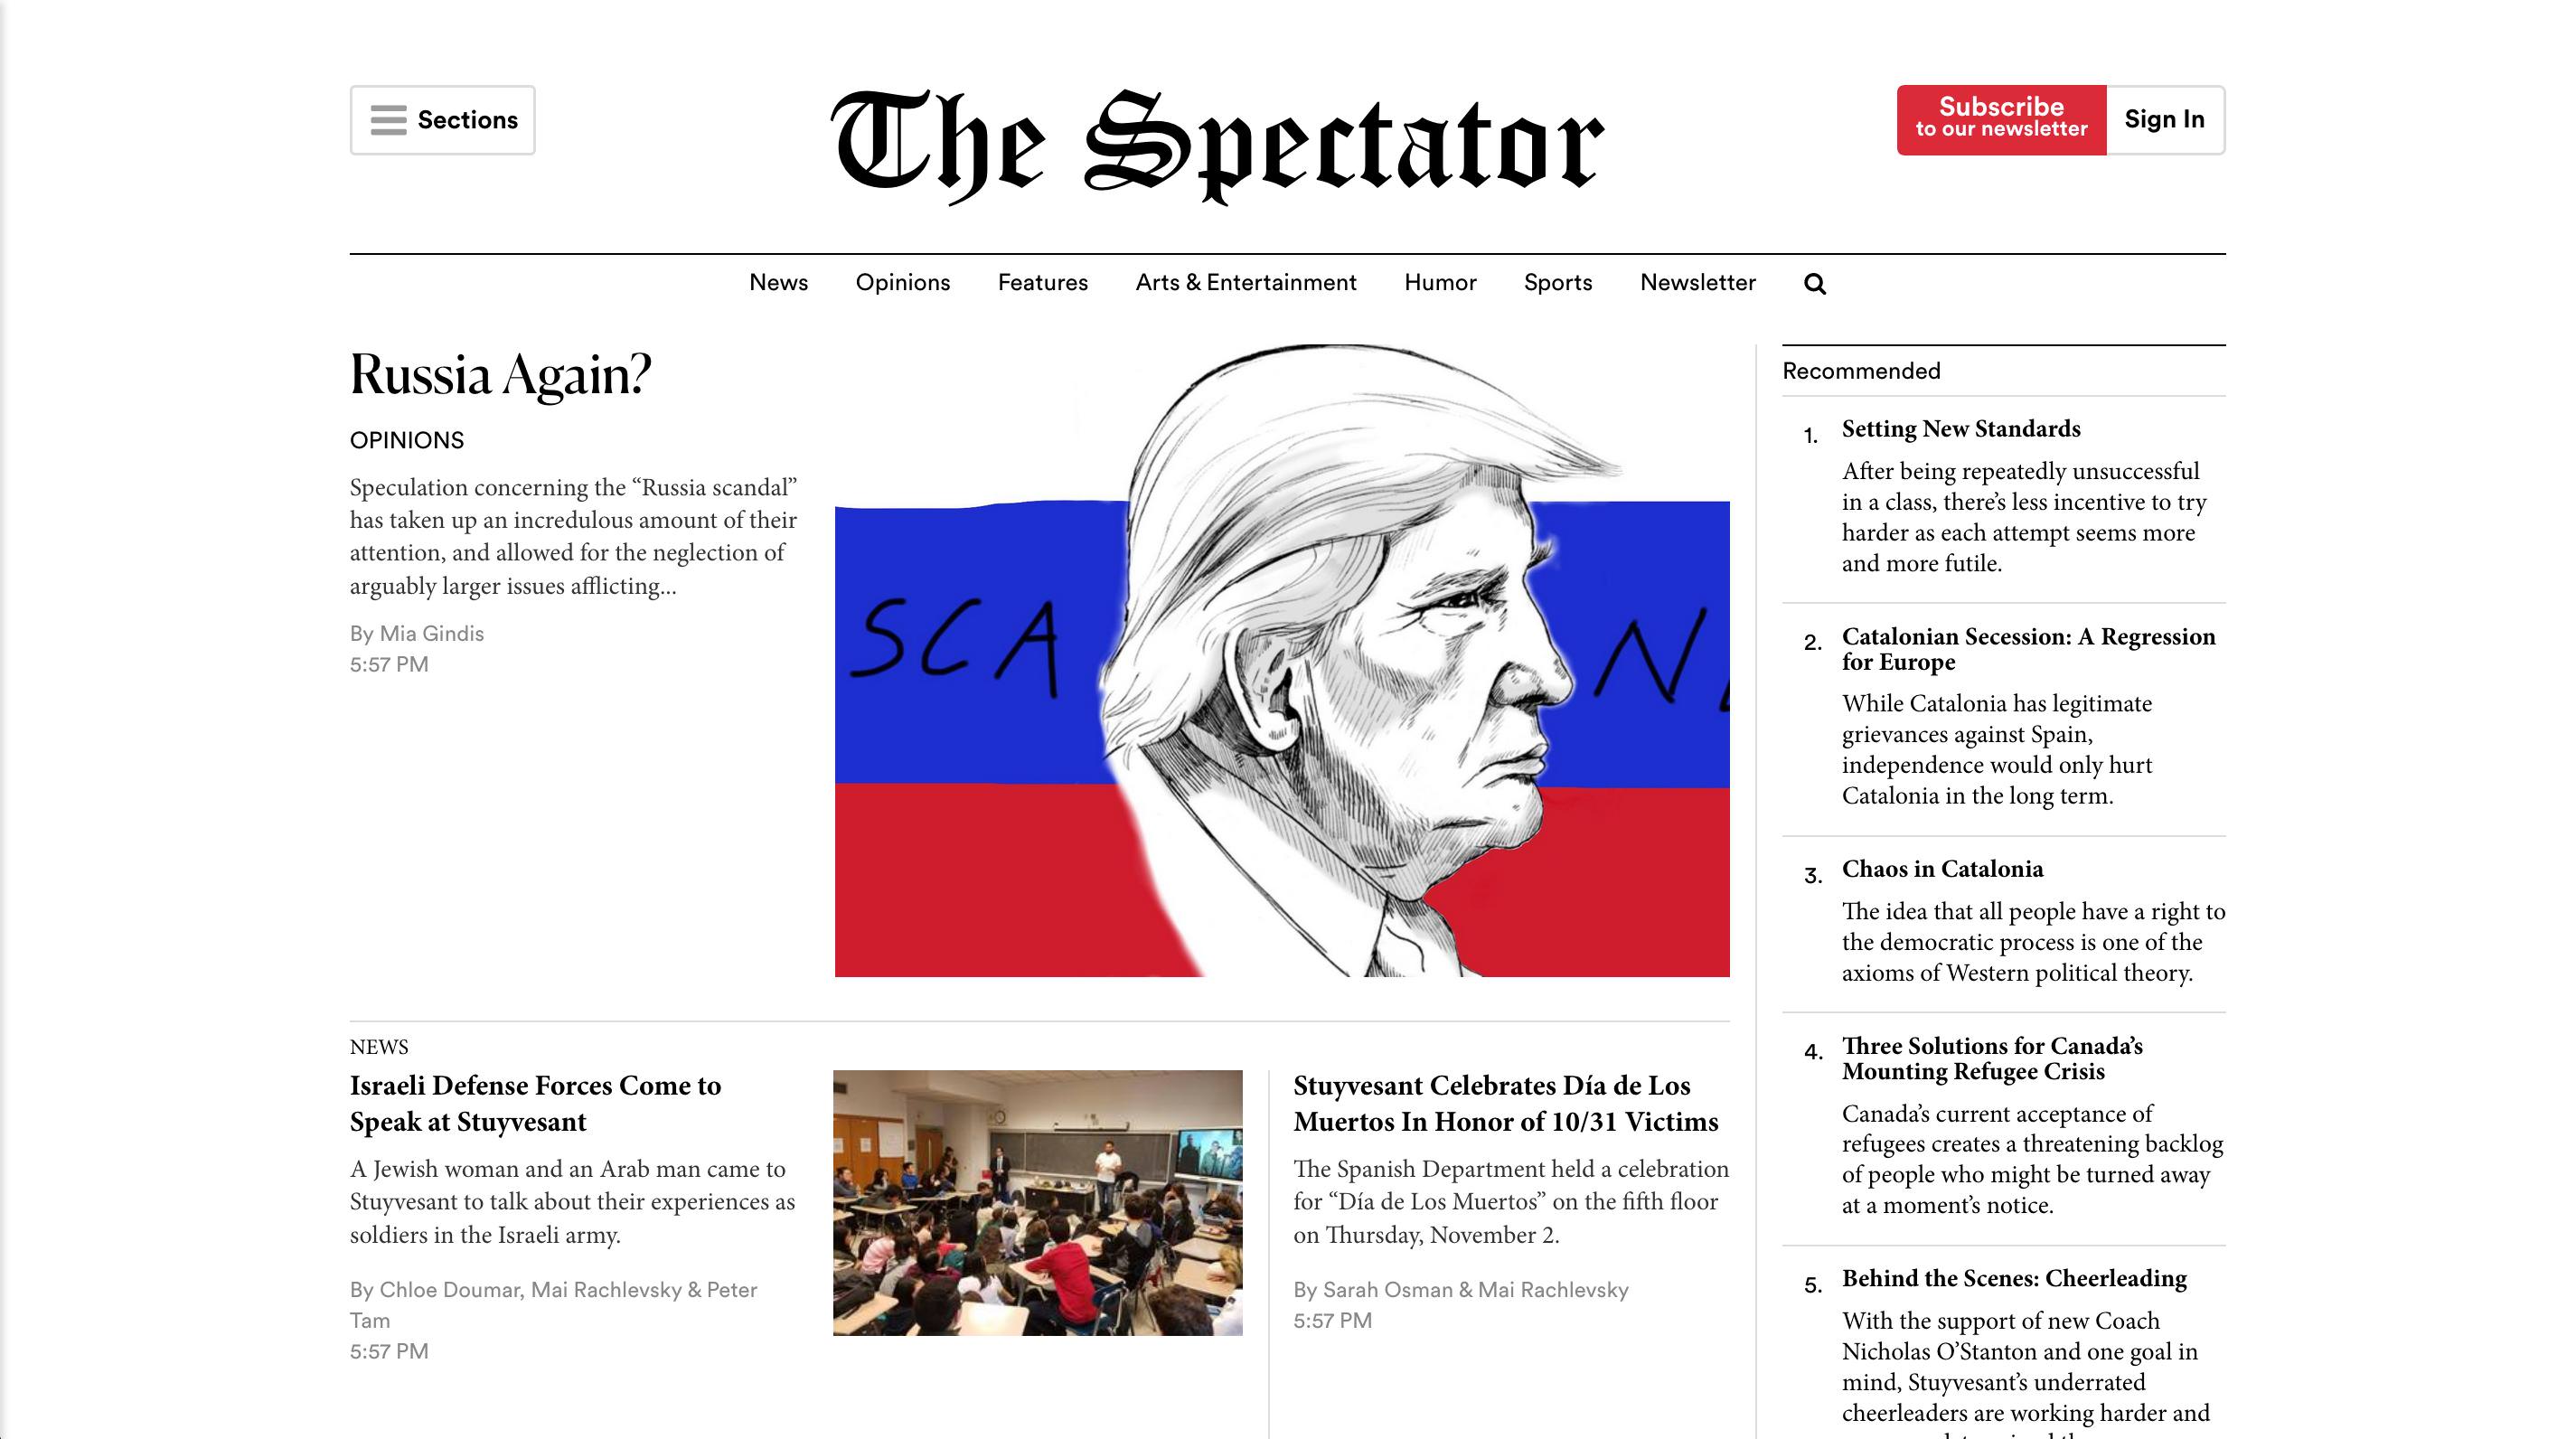 Sections
The Spectator
Subscribe
to our newsletter
Sign In
News Opinions Features Arts & Entertainment Humor Sports Newsletter
Russia Again?
OPINIONS
Speculation concerning the “Russia scandal”
has taken up an incredulous amount of their
attention, and allowed for the neglection of
arguably larger issues afflicting...
By Mia Gindis
5:57 PM
SCA N
NEWS
Israeli Defense Forces Come to
Speak at Stuyvesant
A Jewish woman and an Arab man came to
Stuyvesant to talk about their experiences as
soldiers in the Israeli army.
By Chloe Doumar, Mai Rachlevsky & Peter
Tam
5:57 PM
Stuyvesant Celebrates Día de Los
Muertos In Honor of 10/31 Victims
The Spanish Department held a celebration
for “Día de Los Muertos” on the fifth floor
on Thursday, November 2.
By Sarah Osman & Mai Rachlevsky
5:57 PM
Recommended
1. Setting New Standards
After being repeatedly unsuccessful
in a class, there’s less incentive to try
harder as each attempt seems more
and more futile.
2. Catalonian Secession: A Regression
for Europe
While Catalonia has legitimate
grievances against Spain,
independence would only hurt
Catalonia in the long term.
3. Chaos in Catalonia
The idea that all people have a right to
the democratic process is one of the
axioms of Western political theory.
4. Three Solutions for Canada’s
Mounting Refugee Crisis
Canada’s current acceptance of
refugees creates a threatening backlog
of people who might be turned away
at a moment’s notice.
5. Behind the Scenes: Cheerleading
With the support of new Coach
Nicholas O’Stanton and one goal in
mind, Stuyvesant’s underrated
cheerleaders are working harder and